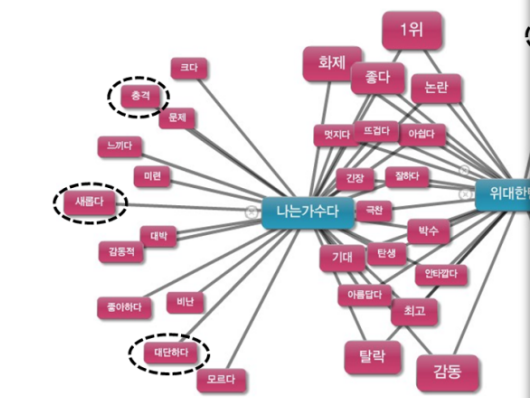 1위
화제
좋다
논란
크다
충격
문제
멋지다
뜨겁다
아쉽다
느끼다
미련
긴장
잘하다
새롭다
나는가수다
극찬
위대한
대박
감동적
박수
기대
탄생
안타깝다
좋아하다
비난
아름답다
최고
대단하다
탈락
모르다
감동